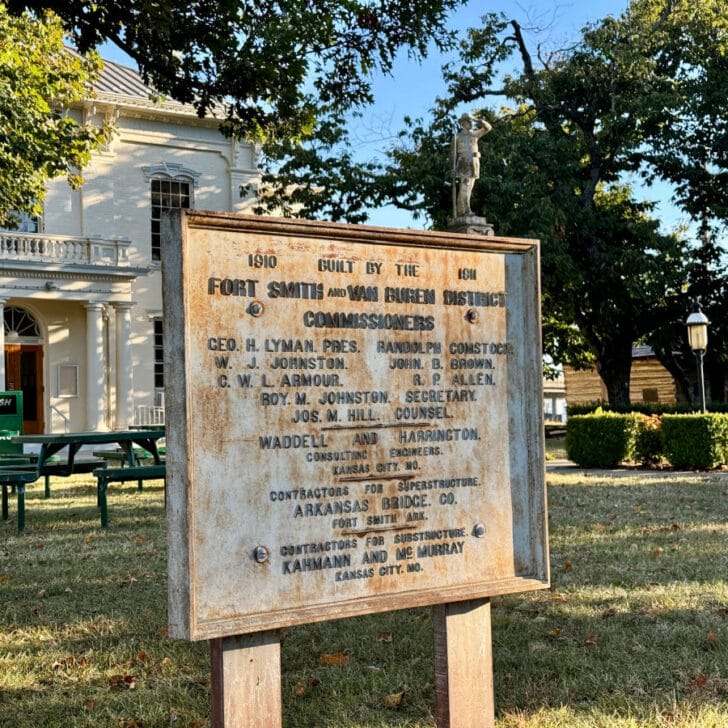 1910 BUILT BY THE 1911
FORT SMITH AND VAN BUREN DISTRICT
COMMISSIONERS
GEO. H. LYMAN. PRES. RANDOLPH COMSTOCK.
W. J. JOHNSTON. JOHN. B. BROWN.
C. W. L. ARMOUR. R. P. ALLEN.
ROY. M. JOHNSTON. SECRETARY.
JOS. M. HILL. COUNSEL.
WADDELL AND HARRINGTON.
CONSULTING ENGINEERS.
KANSAS CITY. MO.
CONTRACTORS FOR SUPERSTRUCTURE.
ARKANSAS BRIDGE. CO.
FORT SMITH ARK.
CONTRACTORS FOR SUBSTRUCTURE.
KAHMANN AND MC MURRAY
KANSAS CITY. MO.